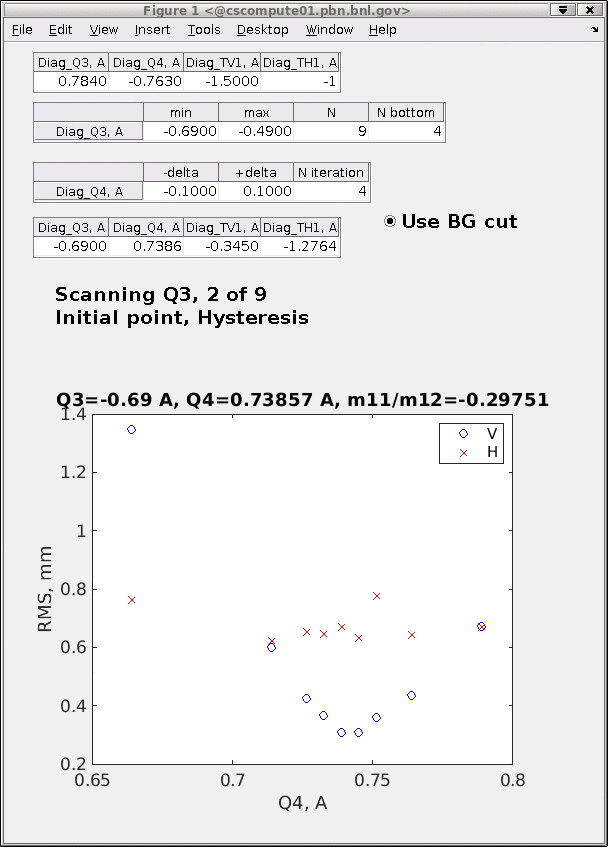 Figure 1 <@cscompute01.pbn.bnl.gov>
File Edit View Insert Tools Desktop Window Help
Diag_Q3, A Diag_Q4, A Diag_TV1, A Diag_TH1, A
0.7840 -0.7630 -1.5000 -1
min max N N bottom
Diag_Q3, A -0.6900 -0.4900 9 4
-delta +delta N iteration
Diag_Q4, A -0.1000 0.1000 4
Diag_Q3, A Diag_Q4, A Diag_TV1, A Diag_TH1, A
-0.6900 0.7386 -0.3450 -1.2764
Use BG cut
Scanning Q3, 2 of 9
Initial point, Hysteresis
Q3=-0.69 A, Q4=0.73857 A, m11/m12=-0.29751
1.4
V
H
1.2
1
0.8
0.6
0.4
0.2
RMS, mm
0.65 0.7 0.75 0.8
Q4, A